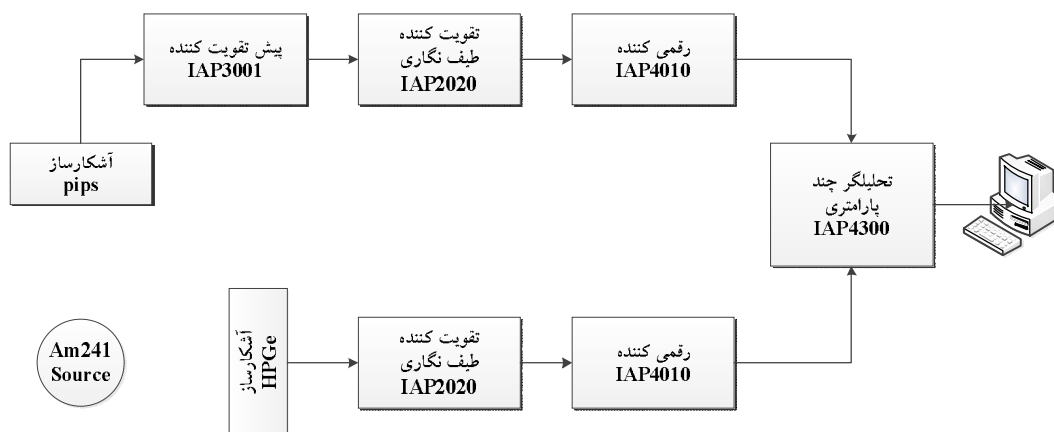 پیش تقویت کننده
IAP3001
تقویت کننده
طیف نگاری
IAP2020
رقمی کننده
IAP4010
آشکارساز
pips
تحلیلگر چند
پارامتری
IAP4300
Am241
Source
آشکارساز
HPGe
تقویت کننده
طیف نگاری
IAP2020
رقمی کننده
IAP4010